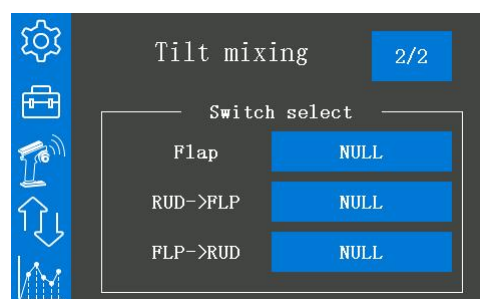 Tilt mixing 2/2
Switch select
Flap NULL
RUD->FLP NULL
FLP->RUD NULL